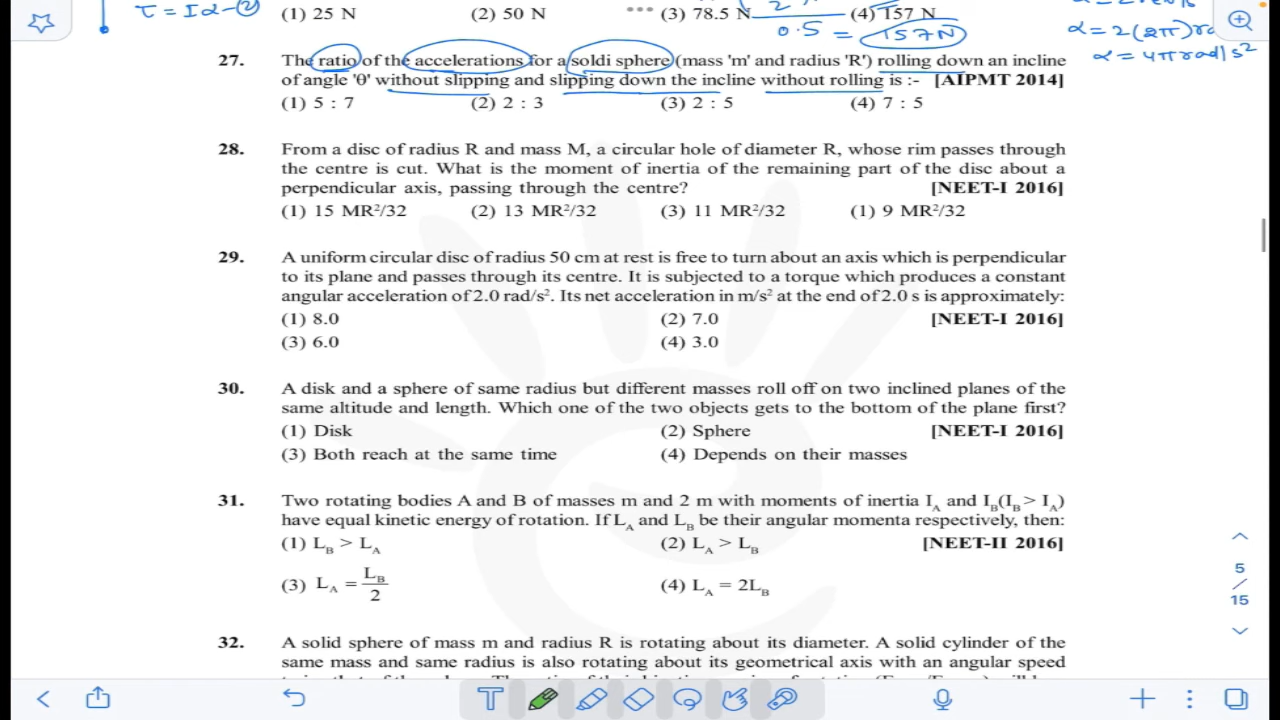 τ = Iα -②
(1) 25 N (2) 50 N (3) 78.5 N (4) 157 N
0.5 = 157N
α = 2(2π)
α = 4π rad/s²
27. The ratio of the accelerations for a soldi sphere (mass 'm' and radius 'R') rolling down an incline
of angle 'θ' without slipping and slipping down the incline without rolling is :- [AIPMT 2014]
(1) 5 : 7 (2) 2 : 3 (3) 2 : 5 (4) 7 : 5
28. From a disc of radius R and mass M, a circular hole of diameter R, whose rim passes through
the centre is cut. What is the moment of inertia of the remaining part of the disc about a
perpendicular axis, passing through the centre? [NEET-I 2016]
(1) 15 MR²/32 (2) 13 MR²/32 (3) 11 MR²/32 (1) 9 MR²/32
29. A uniform circular disc of radius 50 cm at rest is free to turn about an axis which is perpendicular
to its plane and passes through its centre. It is subjected to a torque which produces a constant
angular acceleration of 2.0 rad/s². Its net acceleration in m/s² at the end of 2.0 s is approximately:
(1) 8.0 (2) 7.0 [NEET-I 2016]
(3) 6.0 (4) 3.0
30. A disk and a sphere of same radius but different masses roll off on two inclined planes of the
same altitude and length. Which one of the two objects gets to the bottom of the plane first?
(1) Disk (2) Sphere [NEET-I 2016]
(3) Both reach at the same time (4) Depends on their masses
31. Two rotating bodies A and B of masses m and 2 m with moments of inertia I_A and I_B(I_B > I_A)
have equal kinetic energy of rotation. If L_A and L_B be their angular momenta respectively, then:
(1) L_B > L_A (2) L_A > L_B [NEET-II 2016]
(3) L_A = L_B/2 (4) L_A = 2L_B
5
/
15
32. A solid sphere of mass m and radius R is rotating about its diameter. A solid cylinder of the
same mass and same radius is also rotating about its geometrical axis with an angular speed
T